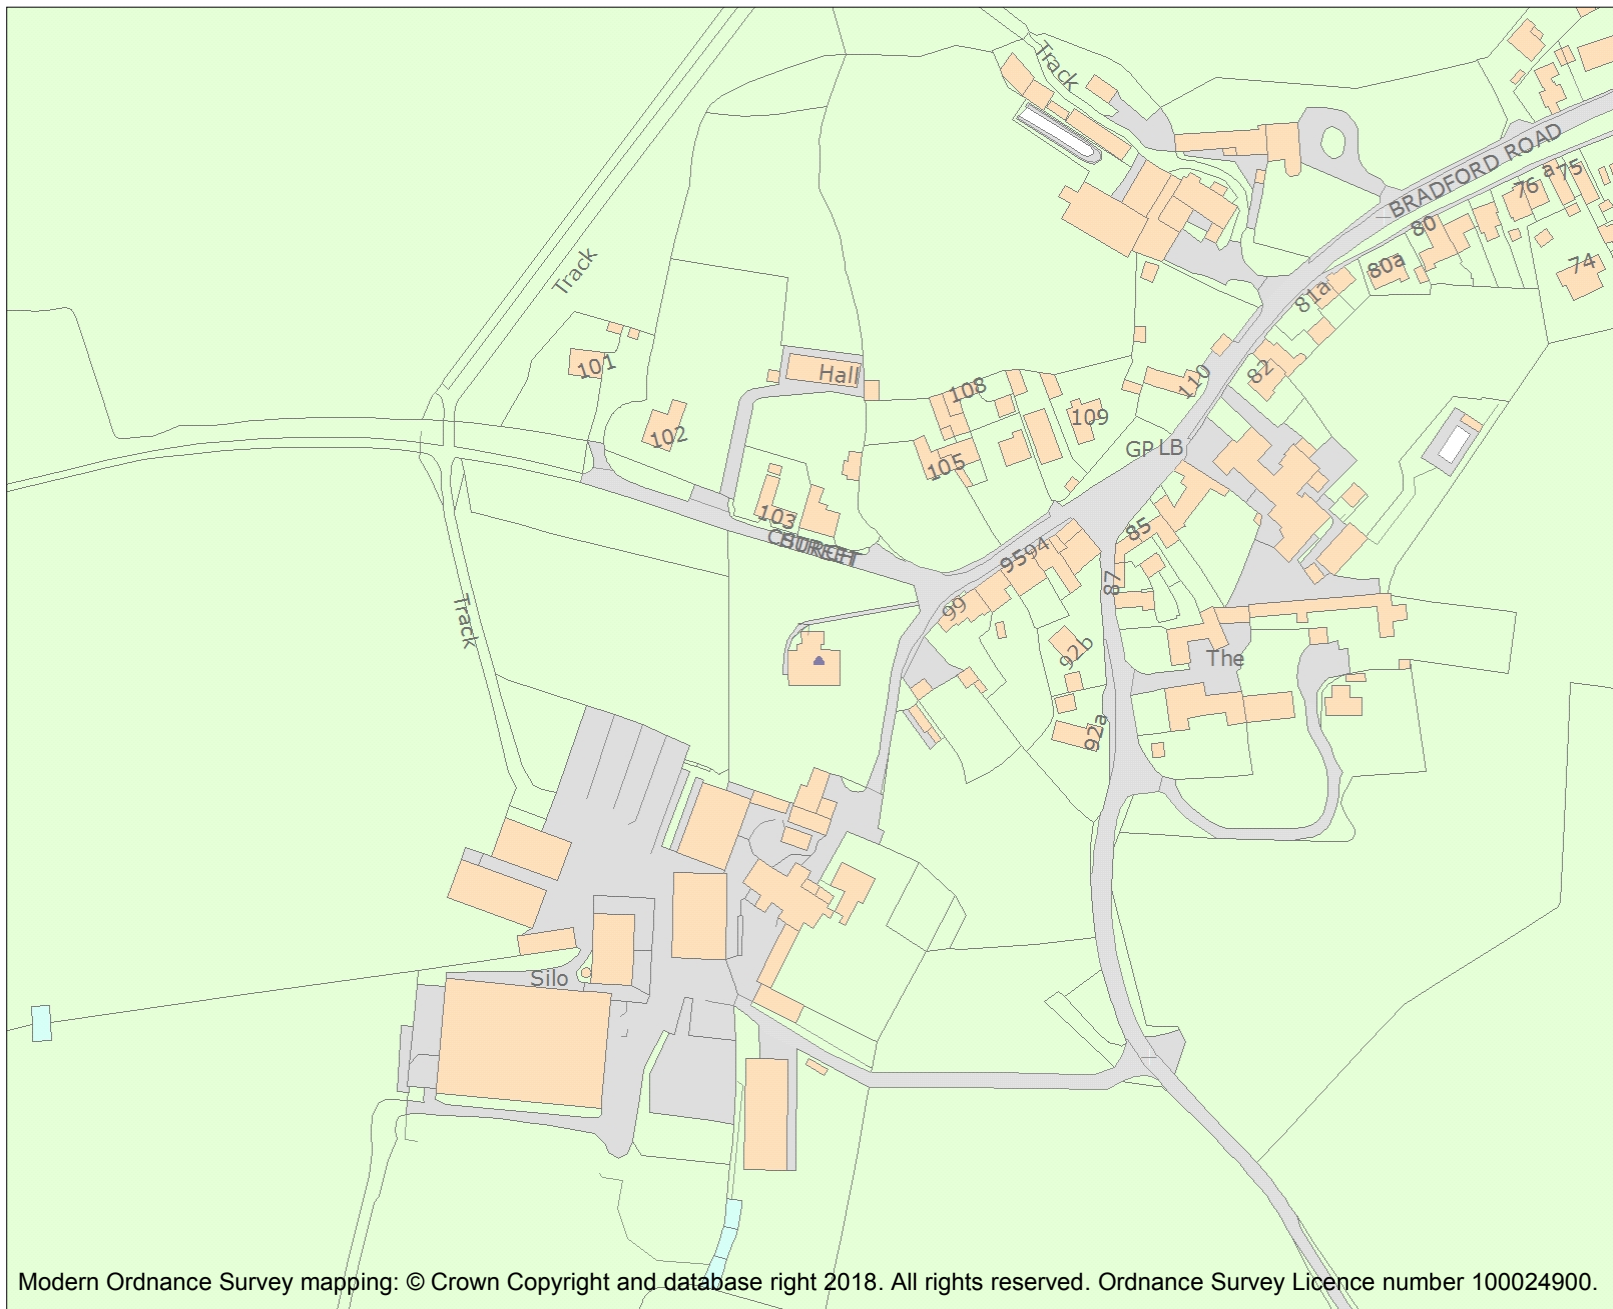 Track
BRADFORD ROAD
a
75
76
80
74
80a
Track
81a
101
Hall
82
110
108
109
102
GP LB
105
103
85
CHURCH
STREET
95
94
87
Track
99
92b
The
92a
Silo
Modern Ordnance Survey mapping: © Crown Copyright and database right 2018. All rights reserved. Ordnance Survey Licence number 100024900.